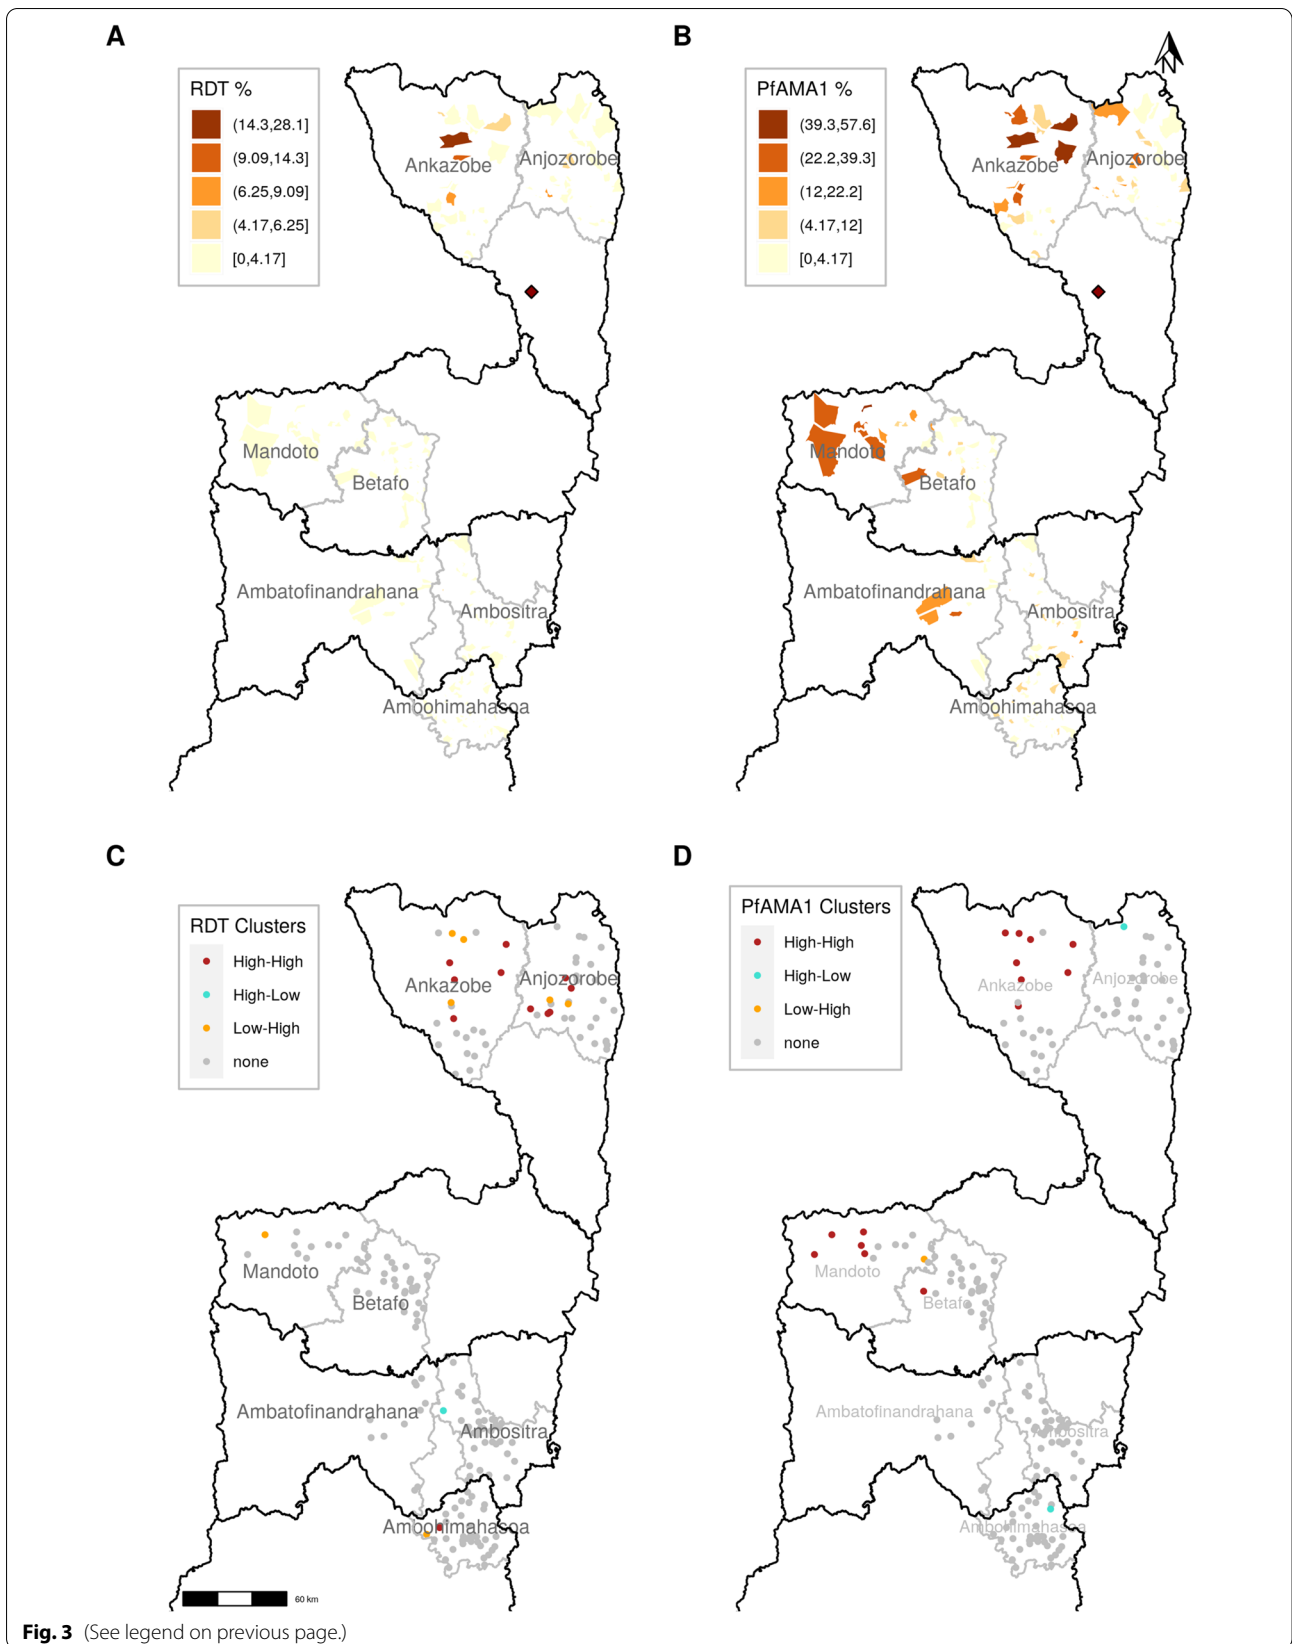 A
RDT %
(14.3,28.1]
(9.09,14.3]
(6.25,9.09]
(4.17,6.25]
[0,4.17]
Ankazobe
Anjozorobe
Mandoto
Betafo
Ambatofinandrahana
Ambositra
Ambohimahasoa
B
PfAMA1 %
(39.3,57.6]
(22.2,39.3]
(12,22.2]
(4.17,12]
[0,4.17]
Ankazobe
Anjozorobe
Mandoto
Betafo
Ambatofinandrahana
Ambositra
Ambohimahasoa
C
RDT Clusters
High-High
High-Low
Low-High
none
Ankazobe
Anjozorobe
Mandoto
Betafo
Ambatofinandrahana
Ambositra
Ambohimahasoa
60 km
D
PfAMA1 Clusters
High-High
High-Low
Low-High
none
Ankazobe
Anjozorobe
Mandoto
Betafo
Ambatofinandrahana
Ambositra
Ambohimahasoa
Fig. 3 (See legend on previous page.)